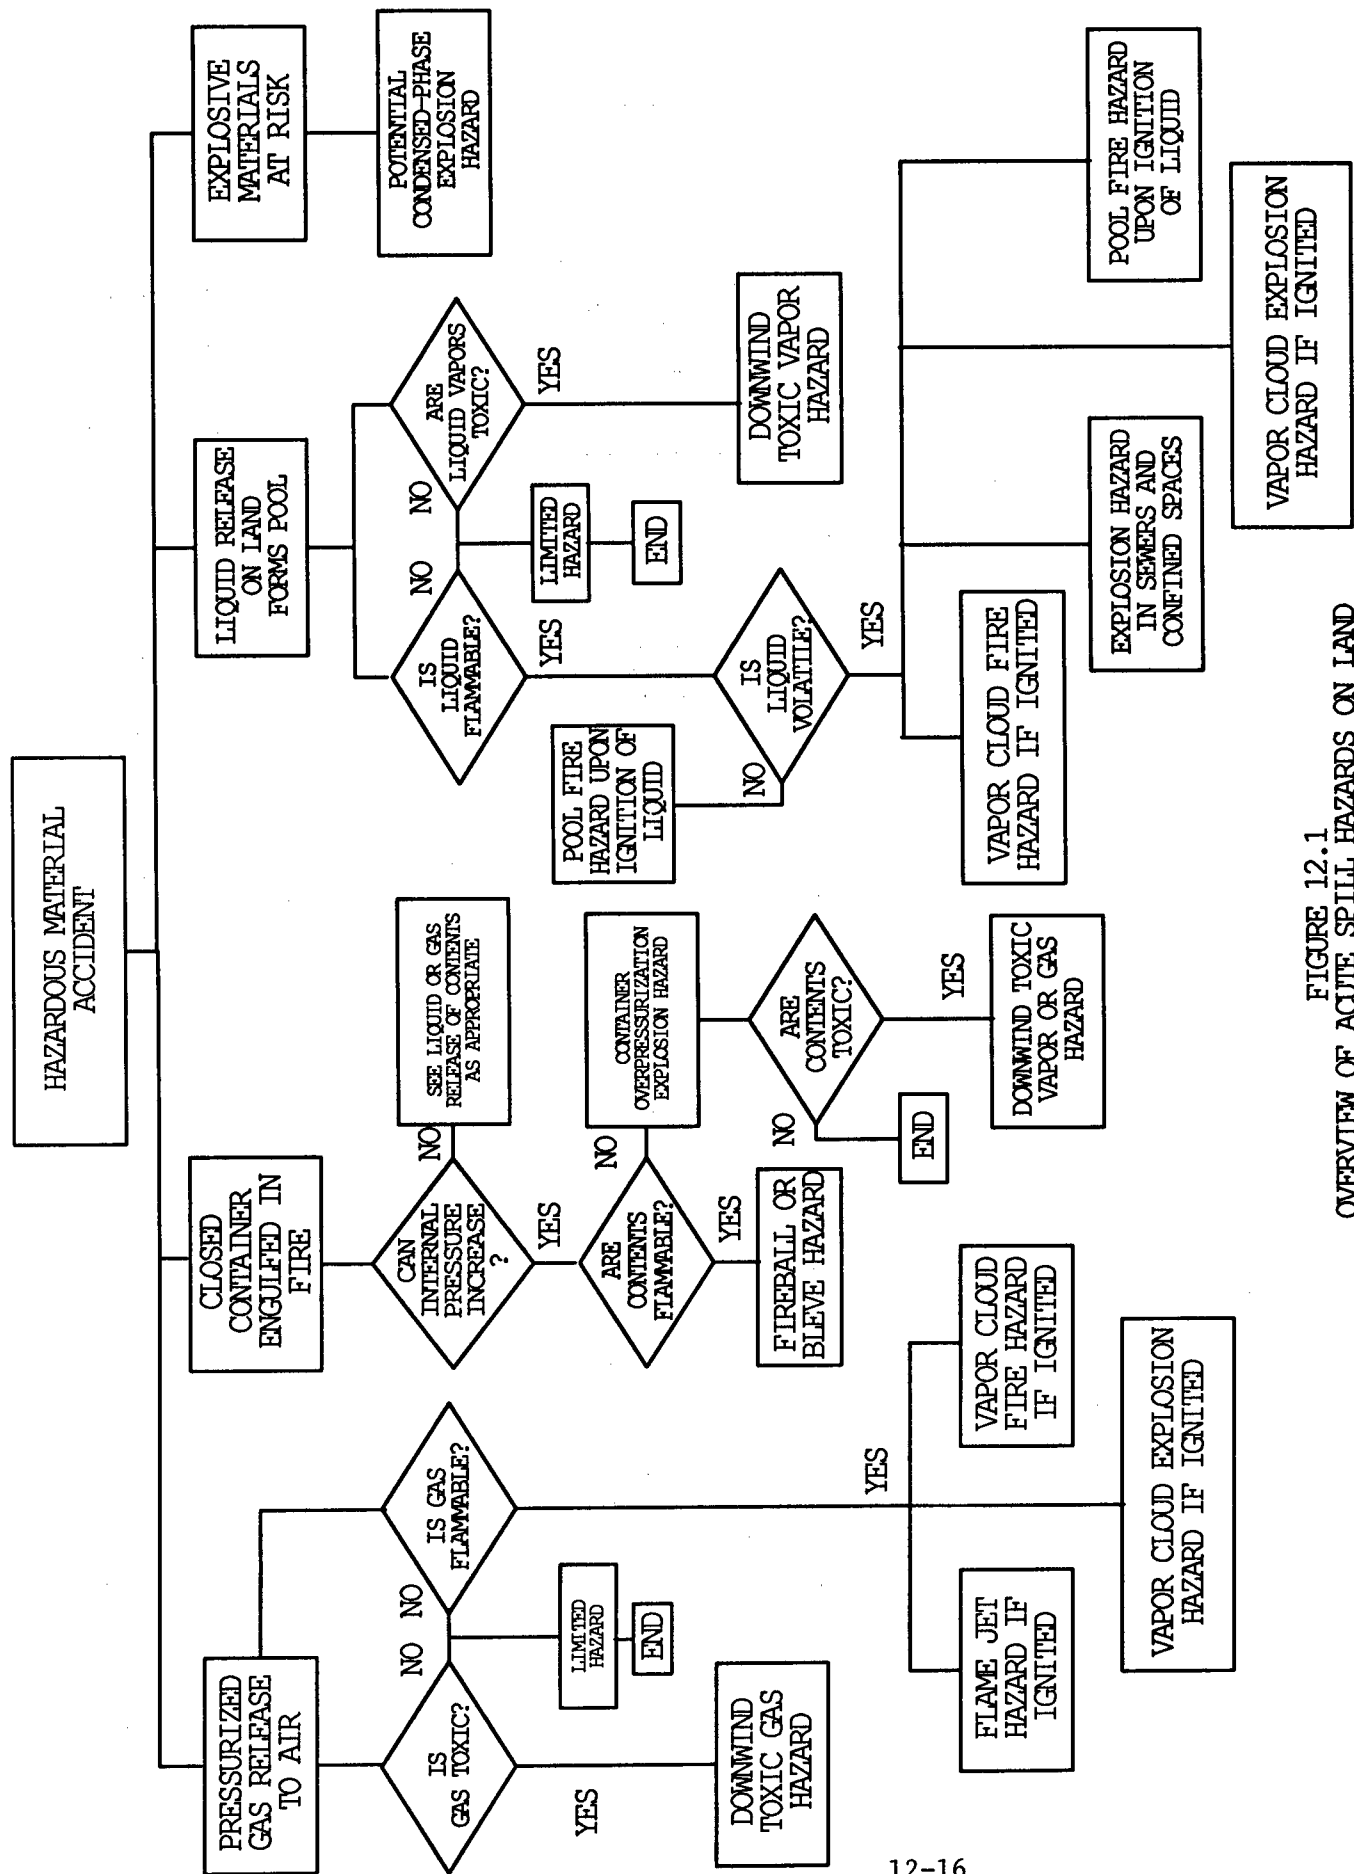 HAZARDOUS MATERIAL
ACCIDENT
PRESSURIZED
GAS RELEASE
TO AIR
IS
GAS TOXIC?
NO
NO
IS GAS
FLAMMABLE?
LIMITED
HAZARD
END
YES
DOWNWIND
TOXIC GAS
HAZARD
YES
FLAME JET
HAZARD IF
IGNITED
VAPOR CLOUD
FIRE HAZARD
IF IGNITED
VAPOR CLOUD EXPLOSION
HAZARD IF IGNITED
CLOSED
CONTAINER
ENGULFED IN
FIRE
CAN
INTERNAL
PRESSURE
INCREASE
?
NO
SEE LIQUID OR GAS
RELEASE OF CONTENTS
AS APPROPRIATE
YES
ARE
CONTENTS
FLAMMABLE?
NO
CONTAINER
OVERPRESSURIZATION
EXPLOSION HAZARD
YES
FIREBALL OR
BLEVE HAZARD
ARE
CONTENTS
TOXIC?
NO
END
YES
DOWNWIND TOXIC
VAPOR OR GAS
HAZARD
LIQUID RELEASE
ON LAND
FORMS POOL
IS
LIQUID
FLAMMABLE?
NO
NO
ARE
LIQUID VAPORS
TOXIC?
LIMITED
HAZARD
END
YES
YES
DOWNWIND
TOXIC VAPOR
HAZARD
POOL FIRE
HAZARD UPON
IGNITION OF
LIQUID
NO
IS
LIQUID
VOLATILE?
YES
VAPOR CLOUD FIRE
HAZARD IF IGNITED
EXPLOSION HAZARD
IN SEWERS AND
CONFINED SPACES
VAPOR CLOUD EXPLOSION
HAZARD IF IGNITED
POOL FIRE HAZARD
UPON IGNITION
OF LIQUID
EXPLOSIVE
MATERIALS
AT RISK
POTENTIAL
CONDENSED-PHASE
EXPLOSION
HAZARD
FIGURE 12.1
OVERVIEW OF ACUTE SPILL HAZARDS ON LAND
12-16